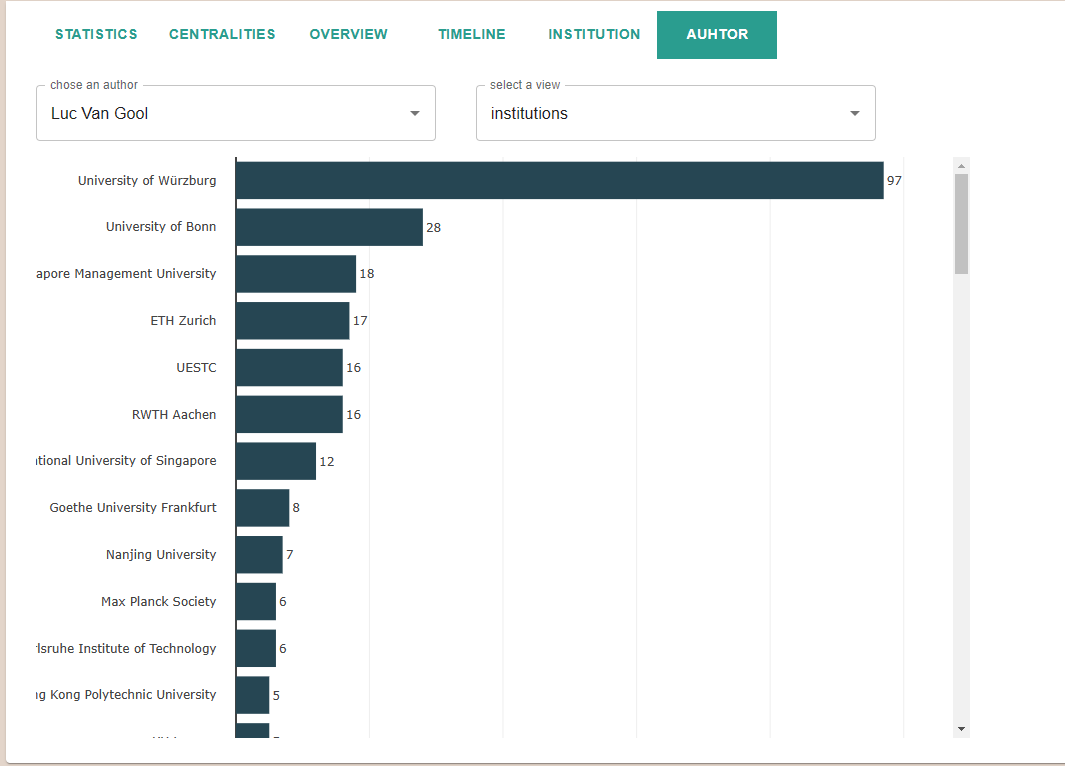 STATISTICS CENTRALITIES OVERVIEW TIMELINE INSTITUTION AUHTOR
chose an author select a view
Luc Van Gool institutions
University of Würzburg 97
University of Bonn 28
apore Management University 18
ETH Zurich 17
UESTC 16
RWTH Aachen 16
tional University of Singapore 12
Goethe University Frankfurt 8
Nanjing University 7
Max Planck Society 6
lsruhe Institute of Technology 6
ng Kong Polytechnic University 5